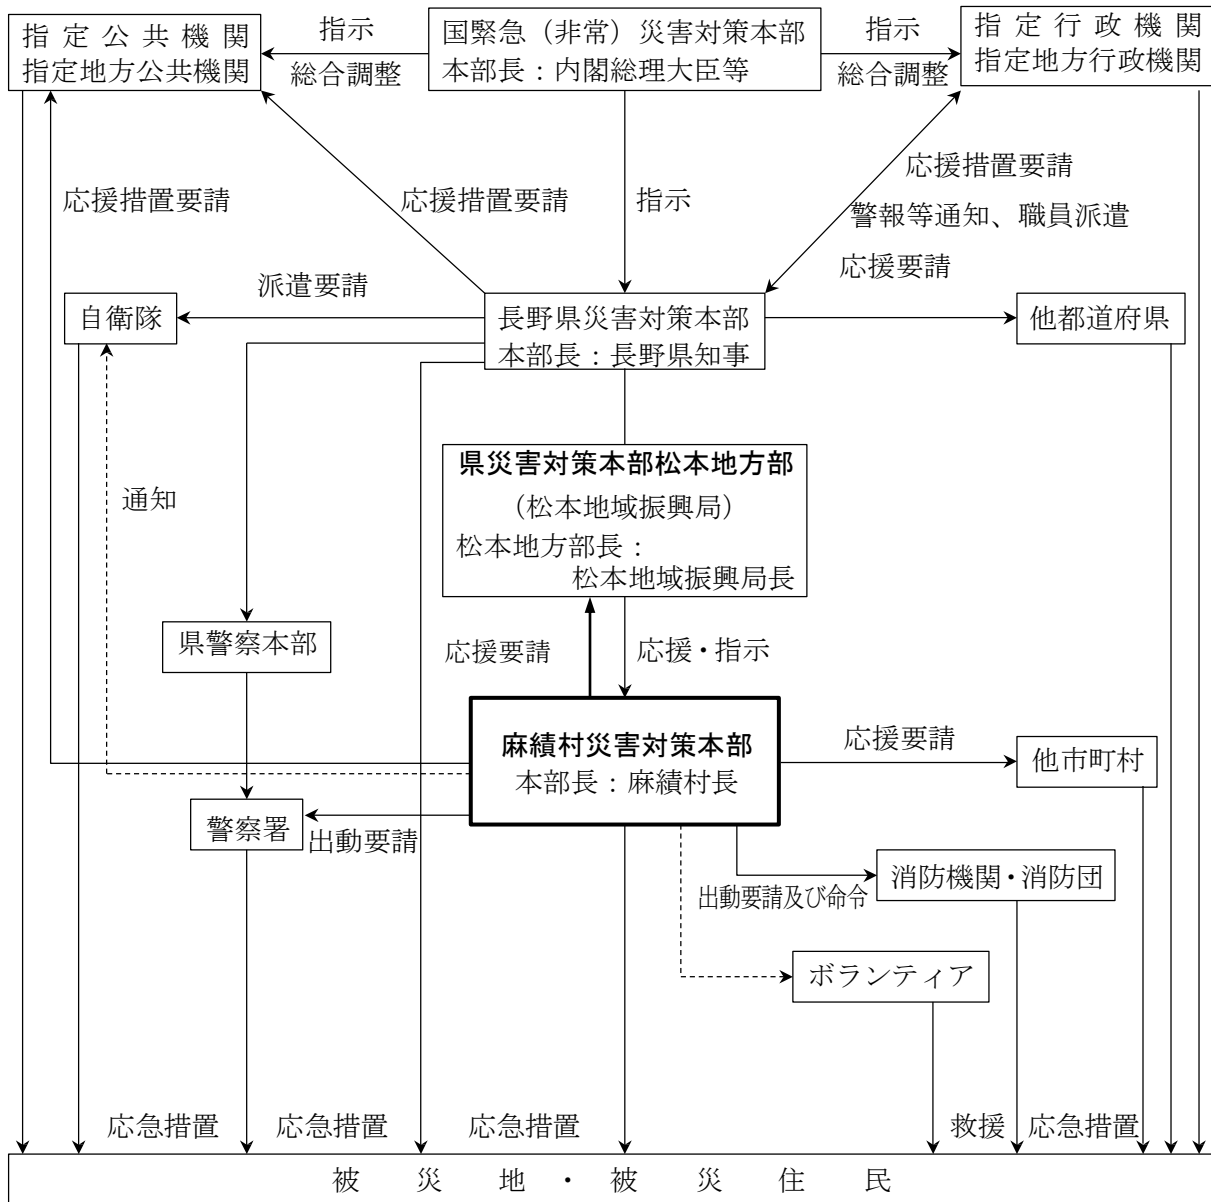 指定公共機関
指定地方公共機関
指示
総合調整
国緊急（非常）災害対策本部
本部長：内閣総理大臣等
指示
総合調整
指定行政機関
指定地方行政機関
応援措置要請
応援措置要請
指示
応援措置要請
警報等通知、職員派遣
応援要請
派遣要請
自衛隊
長野県災害対策本部
本部長：長野県知事
他都道府県
県災害対策本部松本地方部
（松本地域振興局）
松本地方部長：
松本地域振興局長
通知
県警察本部
応援要請
応援・指示
麻績村災害対策本部
本部長：麻績村長
応援要請
他市町村
警察署
出動要請
消防機関・消防団
出動要請及び命令
ボランティア
応急措置
応急措置
応急措置
救援
応急措置
被災地・被災住民